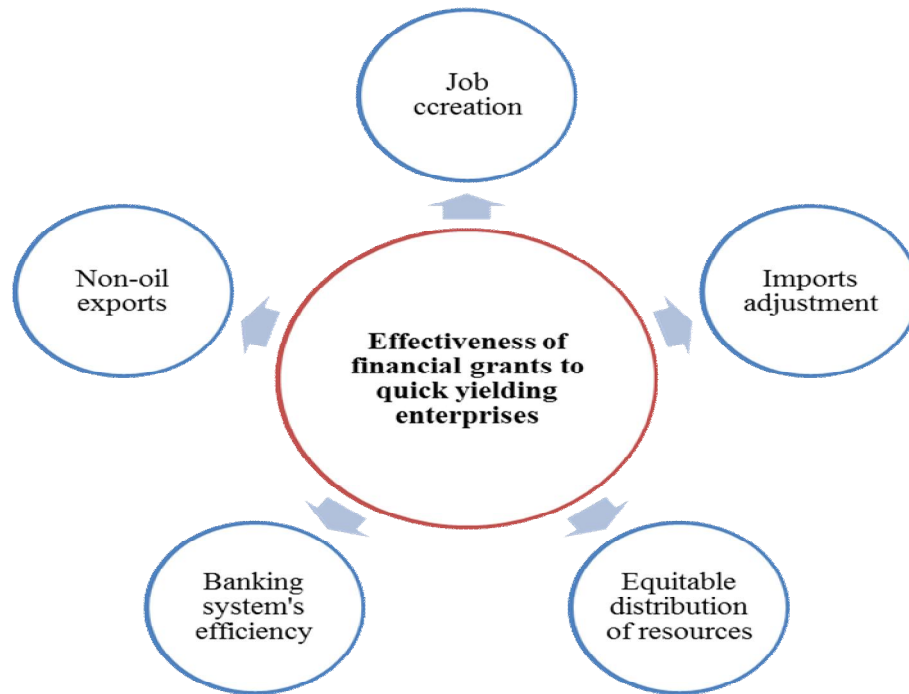 Job
ccreation
Non-oil
exports
Imports
adjustment
Effectiveness of
financial grants to
quick yielding
enterprises
Banking
system's
efficiency
Equitable
distribution
of resources